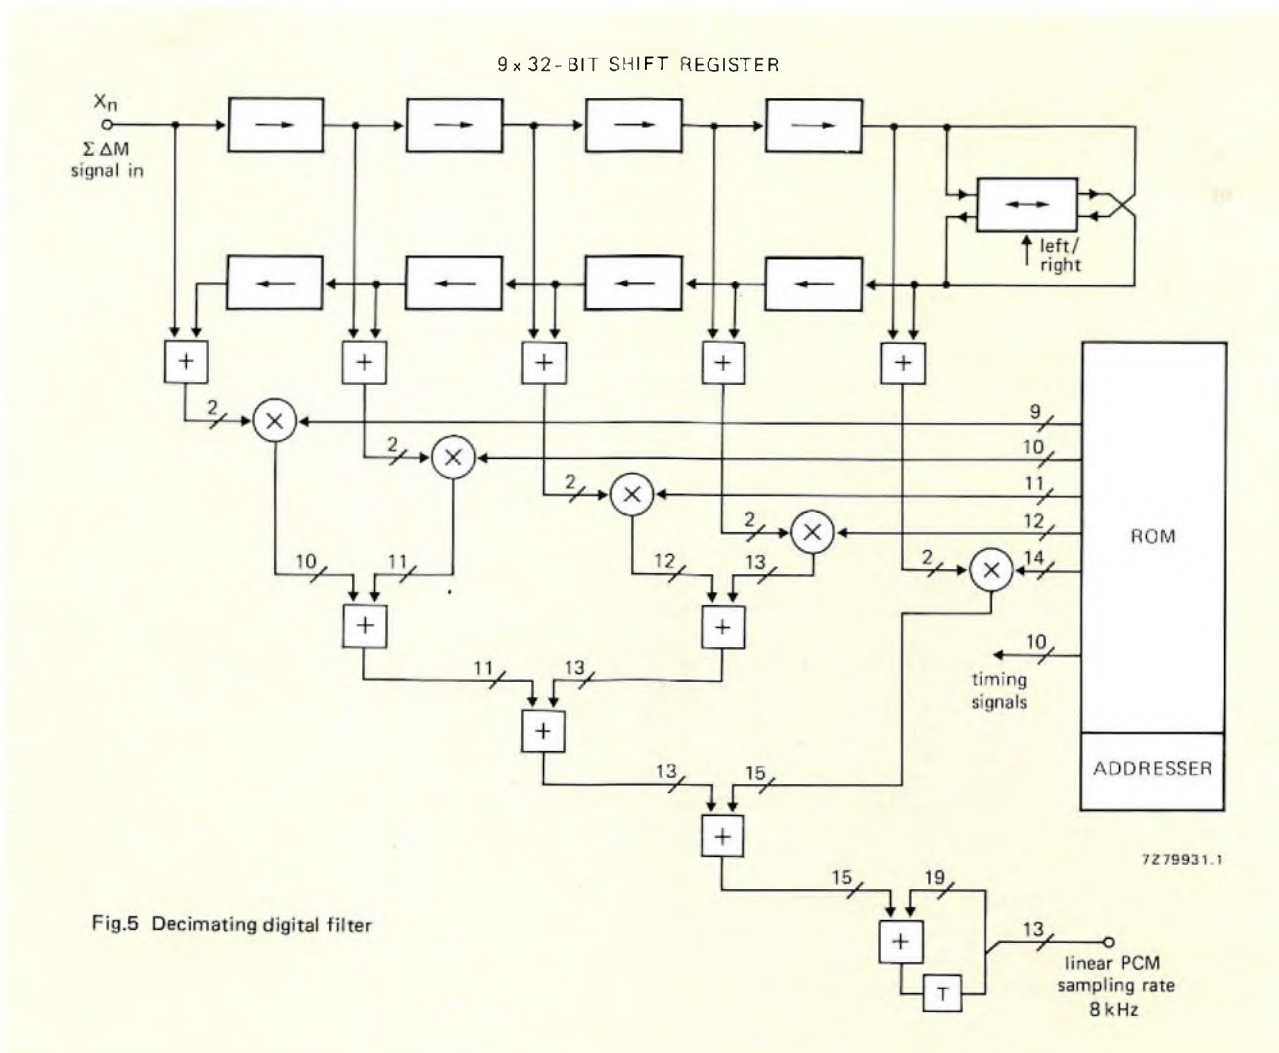 9 x 32-BIT SHIFT REGISTER
Xn
Σ ΔM
signal in
left/
right
+
+
+
+
+
2
×
9
2
×
10
2
×
11
2
×
12
2
×
14
ROM
10
11
12
13
+
+
10
timing
signals
11
13
+
ADDRESSER
13
15
+
7Z79931.1
15
19
Fig.5 Decimating digital filter
+
13
linear PCM
sampling rate
8 kHz
T